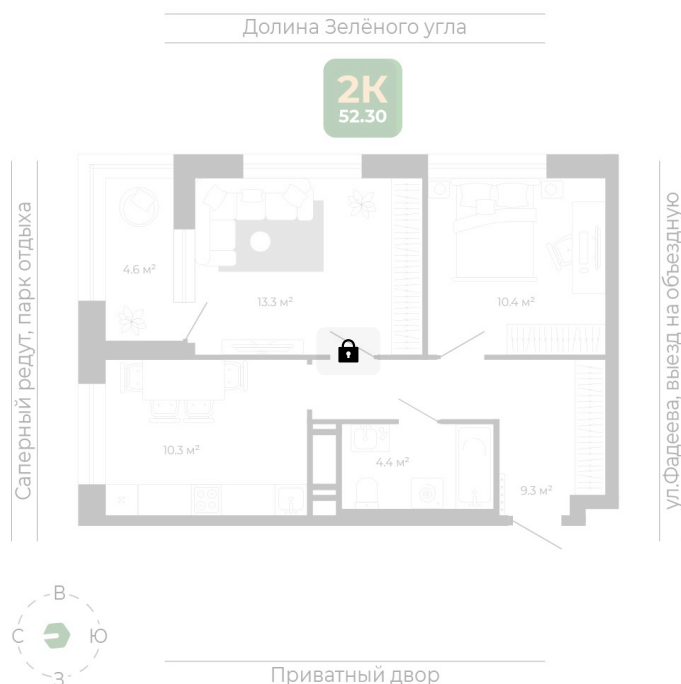 Долина Зелёного угла
2К
52.30
Саперный редут, парк отдыха
ул.Фадеева, выезд на объездную
4.6 м²
13.3 м²
10.4 м²
10.3 м²
4.4 м²
9.3 м²
В
С
Ю
З
Приватный двор